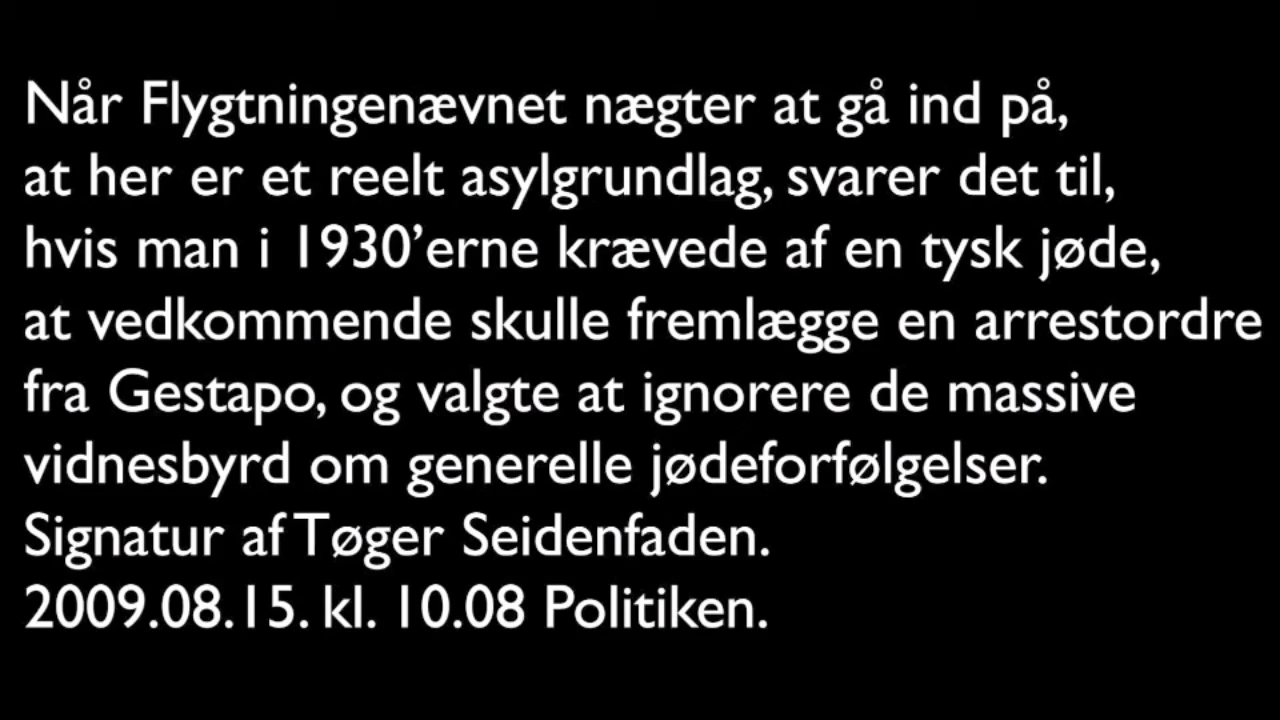 Når Flygtningenævnet nægter at gå ind på,
at her er et reelt asylgrundlag, svarer det til,
hvis man i 1930’erne krævede af en tysk jøde,
at vedkommende skulle fremlægge en arrestordre
fra Gestapo, og valgte at ignorere de massive
vidnesbyrd om generelle jødeforfølgelser.
Signatur af Tøger Seidenfaden.
2009.08.15. kl. 10.08 Politiken.